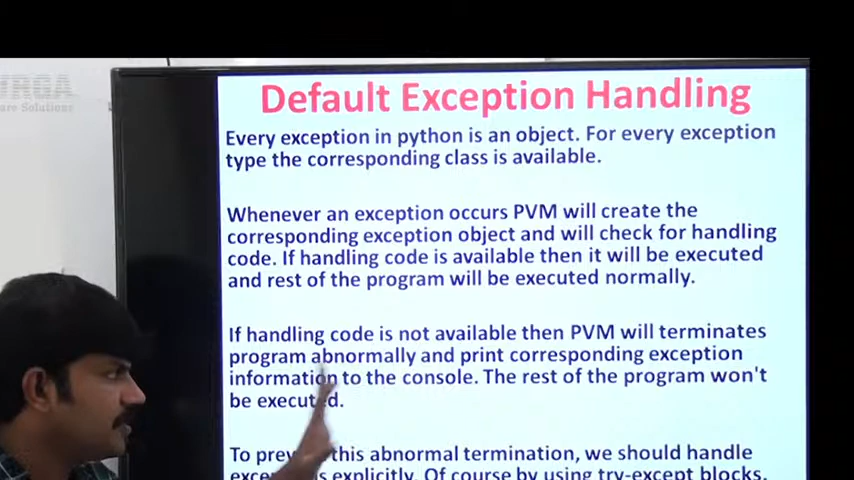 are Solutions
Default Exception Handling
Every exception in python is an object. For every exception
type the corresponding class is available.
Whenever an exception occurs PVM will create the
corresponding exception object and will check for handling
code. If handling code is available then it will be executed
and rest of the program will be executed normally.
If handling code is not available then PVM will terminates
program abnormally and print corresponding exception
information to the console. The rest of the program won't
be executed.
To this abnormal termination, we should handle
explicitly. Of course by using try-except blocks.